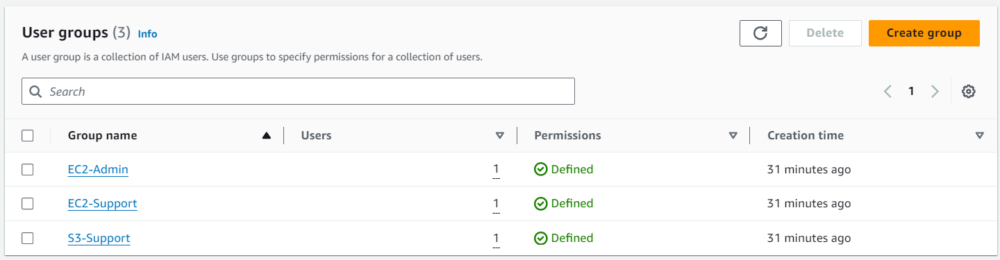 User groups (3) Info
Delete
Create group
A user group is a collection of IAM users. Use groups to specify permissions for a collection of users.
Search
1
Group name Users Permissions Creation time
EC2-Admin 1 Defined 31 minutes ago
EC2-Support 1 Defined 31 minutes ago
S3-Support 1 Defined 31 minutes ago